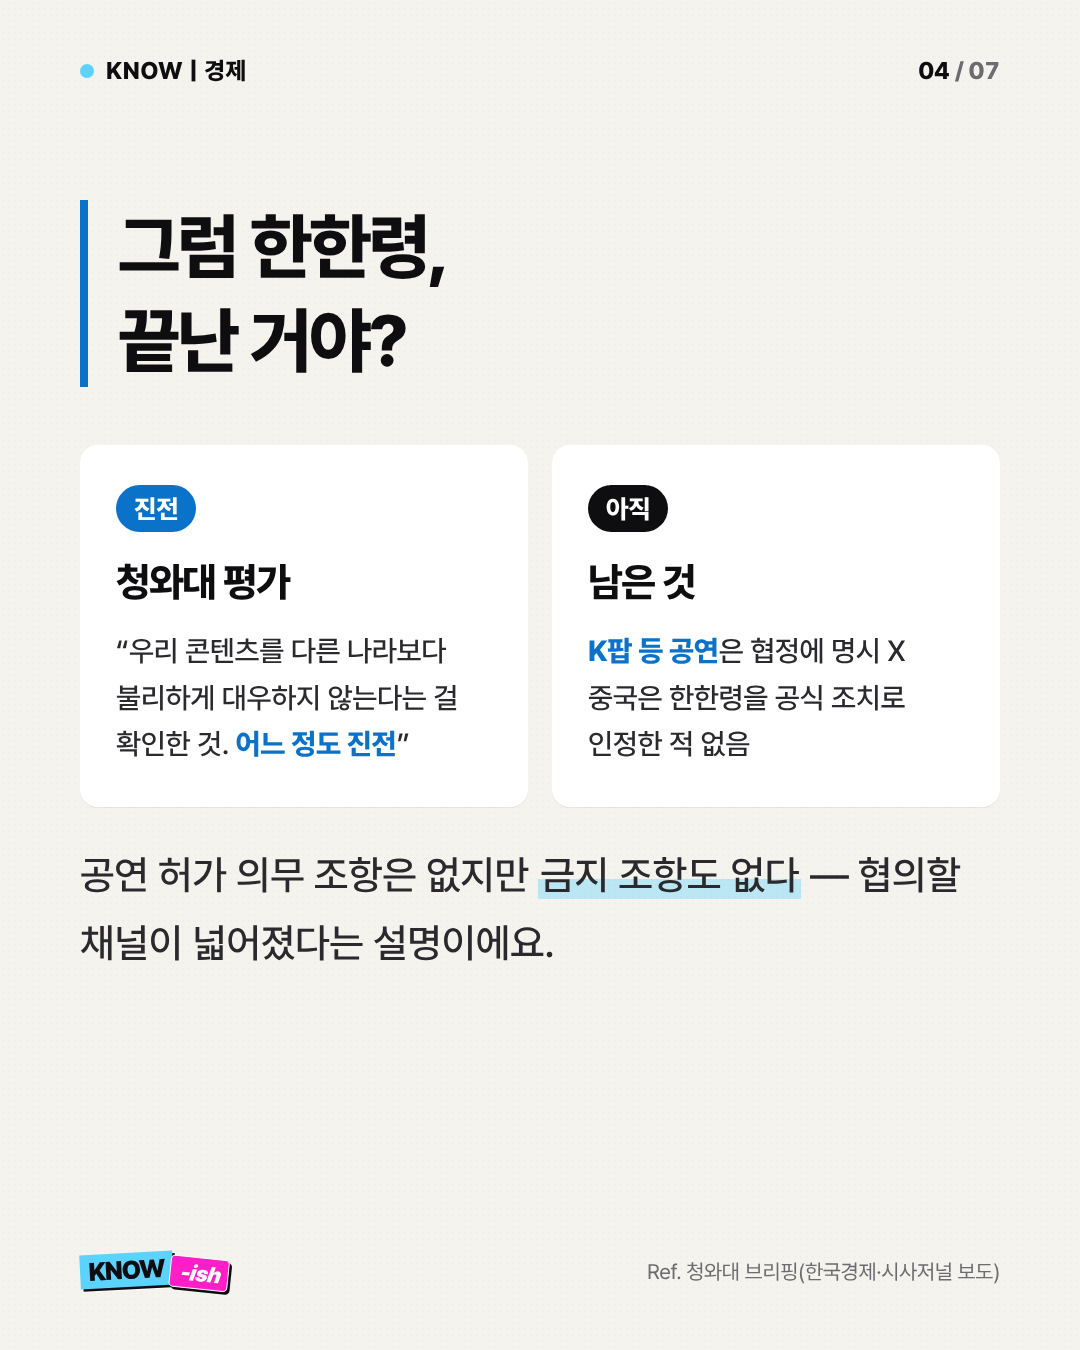 KNOW | 경제
04 / 07
그럼 한한령,
끝난 거야?
진전
청와대 평가
“우리 콘텐츠를 다른 나라보다
불리하게 대우하지 않는다는 걸
확인한 것. 어느 정도 진전”
아직
남은 것
K팝 등 공연은 협정에 명시 X
중국은 한한령을 공식 조치로
인정한 적 없음
공연 허가 의무 조항은 없지만 금지 조항도 없다 — 협의할
채널이 넓어졌다는 설명이에요.
KNOW -ish
Ref. 청와대 브리핑(한국경제·시사저널 보도)